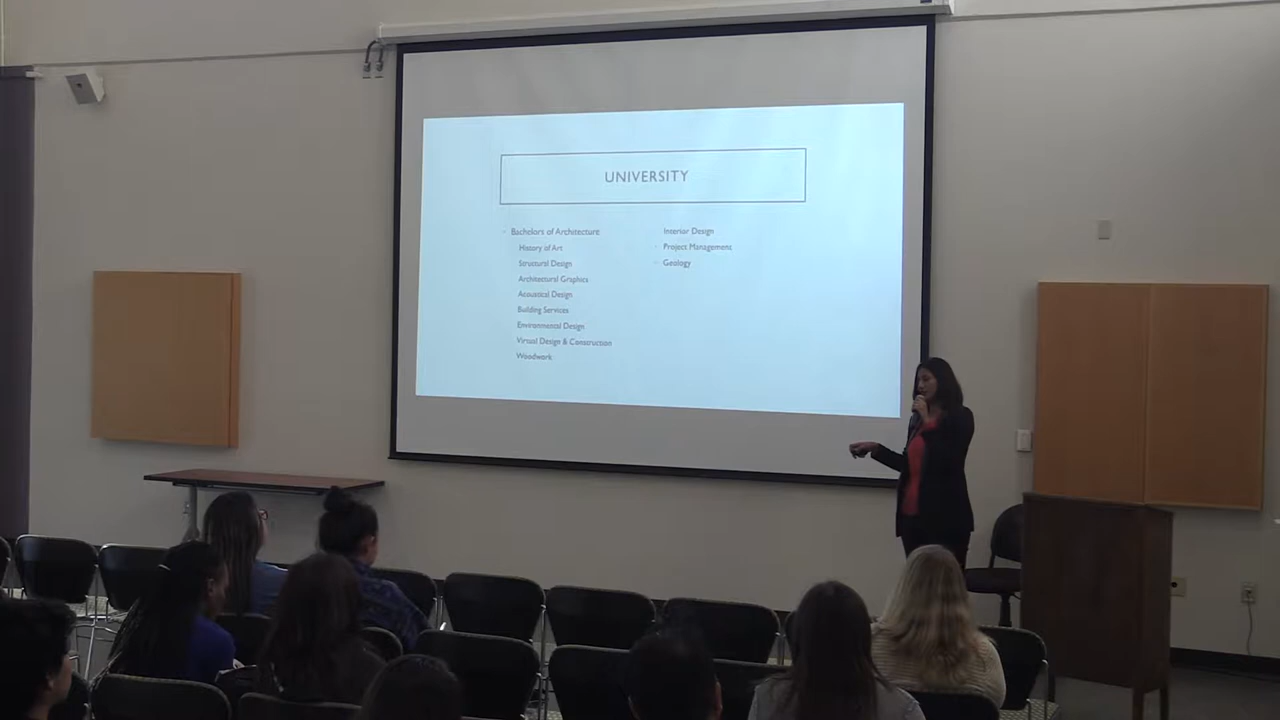 UNIVERSITY
Bachelors of Architecture
History of Art
Structural Design
Architectural Graphics
Acoustical Design
Building Services
Environmental Design
Virtual Design & Construction
Woodwork
Interior Design
Project Management
Geology